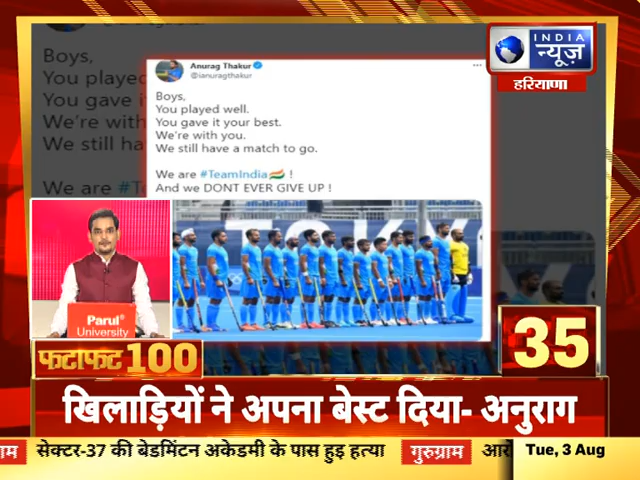 Boys,
You played
You gave it
We're with
We still ha
We are #T
Anurag Thakur
@ianuragthakur
Boys,
You played well.
You gave it your best.
We're with you.
We still have a match to go.
We are #TeamIndia🇮🇳 !
And we DONT EVER GIVE UP !
INDIA
न्यूज़
हरियाणा
TOKYO
Parul®
University
फटाफट 100
35
खिलाड़ियों ने अपना बेस्ट दिया- अनुराग
ाम सेक्टर-37 की बेडमिंटन अकेडमी के पास हुइ हत्या गुरुग्राम आर
Tue, 3 Aug